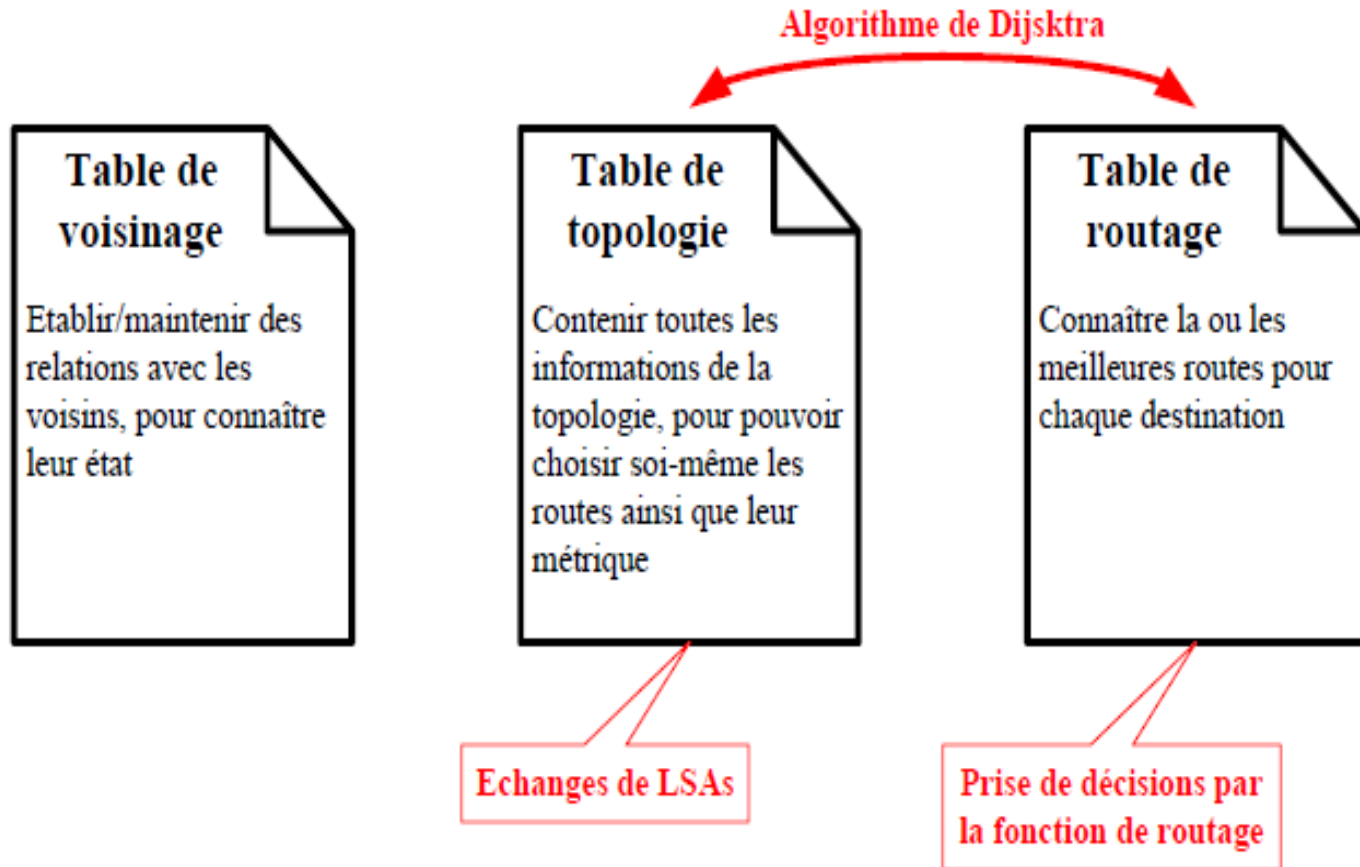 Algorithme de Dijsktra
Table de
voisinage
Etablir/maintenir des
relations avec les
voisins, pour connaître
leur état
Table de
topologie
Contenir toutes les
informations de la
topologie, pour pouvoir
choisir soi-même les
routes ainsi que leur
métrique
Table de
routage
Connaître la ou les
meilleures routes pour
chaque destination
Echanges de LSAs
Prise de décisions par
la fonction de routage